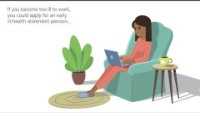 If you become too ill to work,
you could apply for an early
ill-health retirement pension...